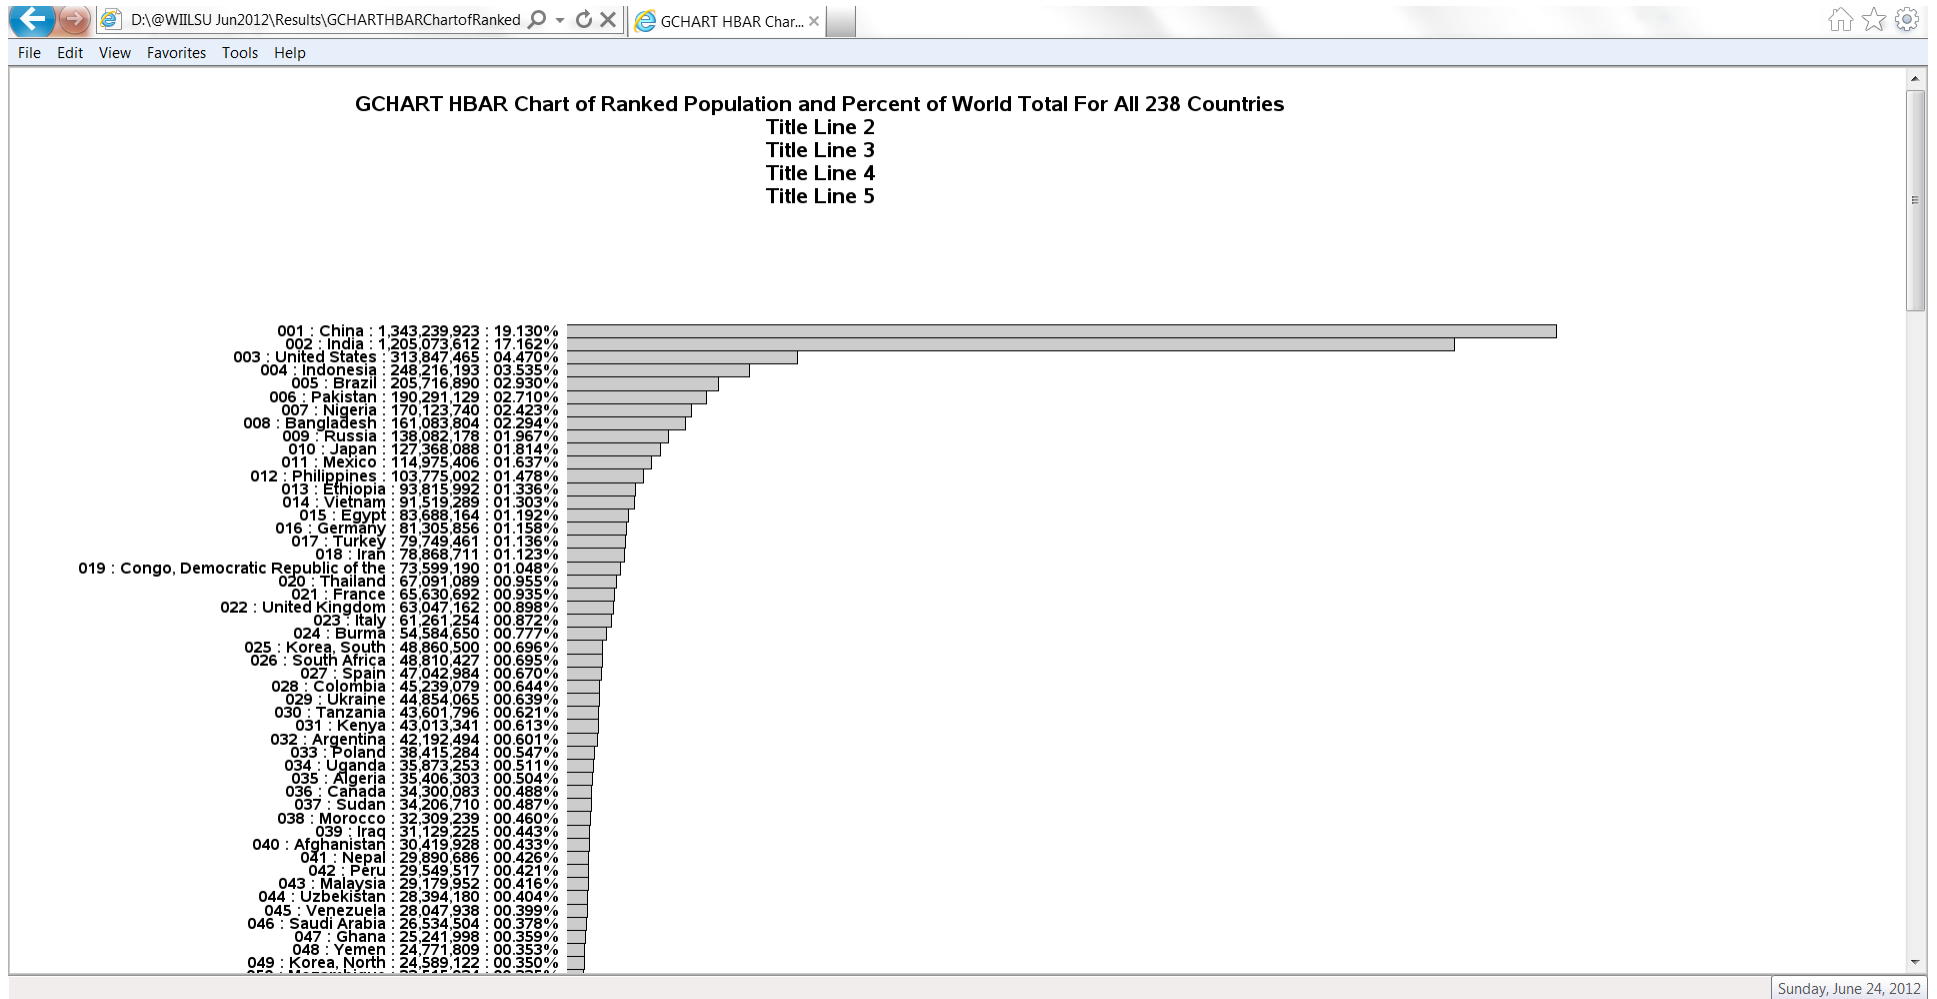 D:\@WIILSU Jun2012\Results\GCHARTHBARChartofRanked
GCHART HBAR Char...
File Edit View Favorites Tools Help
GCHART HBAR Chart of Ranked Population and Percent of World Total For All 238 Countries
Title Line 2
Title Line 3
Title Line 4
Title Line 5
001 : China : 1,343,239,923 : 19.130%
002 : India : 1,205,073,612 : 17.162%
003 : United States : 313,847,465 : 04.470%
004 : Indonesia : 248,216,193 : 03.535%
005 : Brazil : 205,716,890 : 02.930%
006 : Pakistan : 190,291,129 : 02.710%
007 : Nigeria : 170,123,740 : 02.423%
008 : Bangladesh : 161,083,804 : 02.294%
009 : Russia : 138,082,178 : 01.967%
010 : Japan : 127,368,088 : 01.814%
011 : Mexico : 114,975,406 : 01.637%
012 : Philippines : 103,775,002 : 01.478%
013 : Ethiopia : 93,815,992 : 01.336%
014 : Vietnam : 91,519,289 : 01.303%
015 : Egypt : 83,688,164 : 01.192%
016 : Germany : 81,305,856 : 01.158%
017 : Turkey : 79,749,461 : 01.136%
018 : Iran : 78,868,711 : 01.123%
019 : Congo, Democratic Republic of the : 73,599,190 : 01.048%
020 : Thailand : 67,091,089 : 00.955%
021 : France : 65,630,692 : 00.935%
022 : United Kingdom : 63,047,162 : 00.898%
023 : Italy : 61,261,254 : 00.872%
024 : Burma : 54,584,650 : 00.777%
025 : Korea, South : 48,860,500 : 00.696%
026 : South Africa : 48,810,427 : 00.695%
027 : Spain : 47,042,984 : 00.670%
028 : Colombia : 45,239,079 : 00.644%
029 : Ukraine : 44,854,065 : 00.639%
030 : Tanzania : 43,601,796 : 00.621%
031 : Kenya : 43,013,341 : 00.613%
032 : Argentina : 42,192,494 : 00.601%
033 : Poland : 38,415,284 : 00.547%
034 : Uganda : 35,873,253 : 00.511%
035 : Algeria : 35,406,303 : 00.504%
036 : Canada : 34,300,083 : 00.488%
037 : Sudan : 34,206,710 : 00.487%
038 : Morocco : 32,309,239 : 00.460%
039 : Iraq : 31,129,225 : 00.443%
040 : Afghanistan : 30,419,928 : 00.433%
041 : Nepal : 29,890,686 : 00.426%
042 : Peru : 29,549,517 : 00.421%
043 : Malaysia : 29,179,952 : 00.416%
044 : Uzbekistan : 28,394,180 : 00.404%
045 : Venezuela : 28,047,938 : 00.399%
046 : Saudi Arabia : 26,534,504 : 00.378%
047 : Ghana : 25,241,998 : 00.359%
048 : Yemen : 24,771,809 : 00.353%
049 : Korea, North : 24,589,122 : 00.350%
Sunday, June 24, 2012